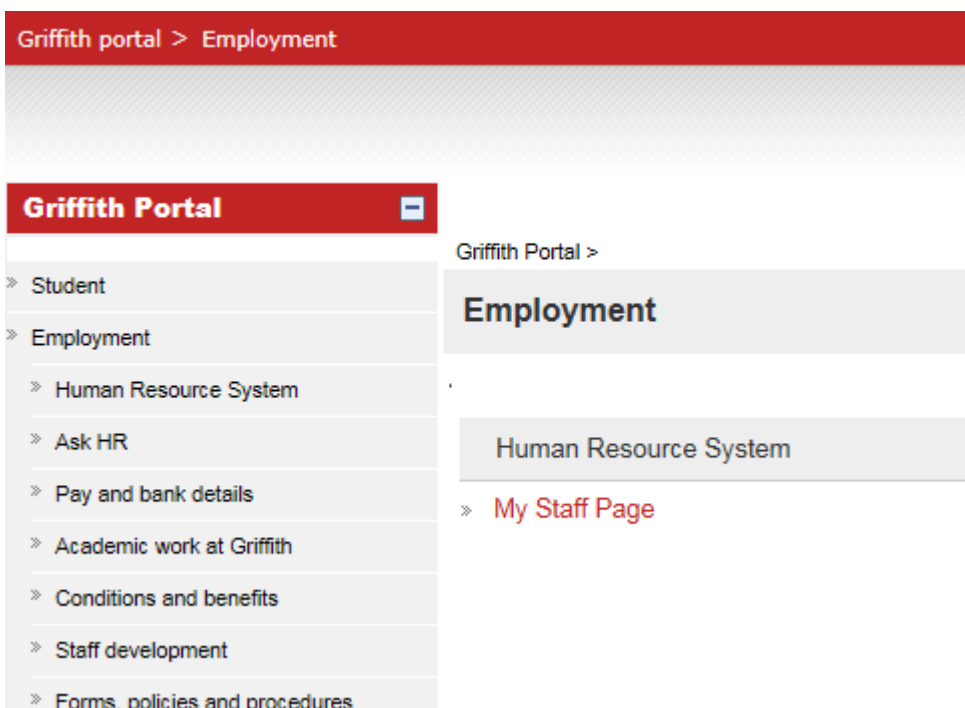 Griffith portal > Employment
Griffith Portal
Student
Employment
Human Resource System
Ask HR
Pay and bank details
Academic work at Griffith
Conditions and benefits
Staff development
Forms, policies and procedures
Griffith Portal >
Employment
Human Resource System
My Staff Page